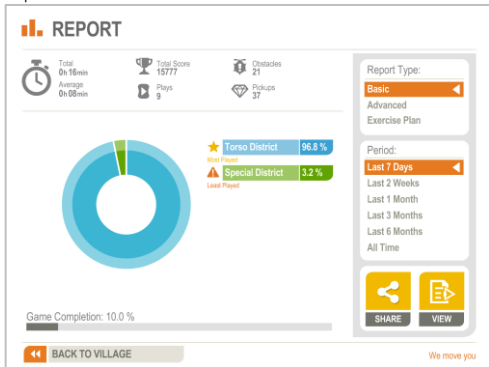 REPORT
Total
0h 16min
Average
0h 08min
Total Score
15777
Plays
9
Obstacles
21
Pickups
37
Torso District 96.8 %
Most Played
Special District 3.2 %
Least Played
Game Completion: 10.0 %
BACK TO VILLAGE
Report Type:
Basic
Advanced
Exercise Plan
Period:
Last 7 Days
Last 2 Weeks
Last 1 Month
Last 3 Months
Last 6 Months
All Time
SHARE
VIEW
We move you